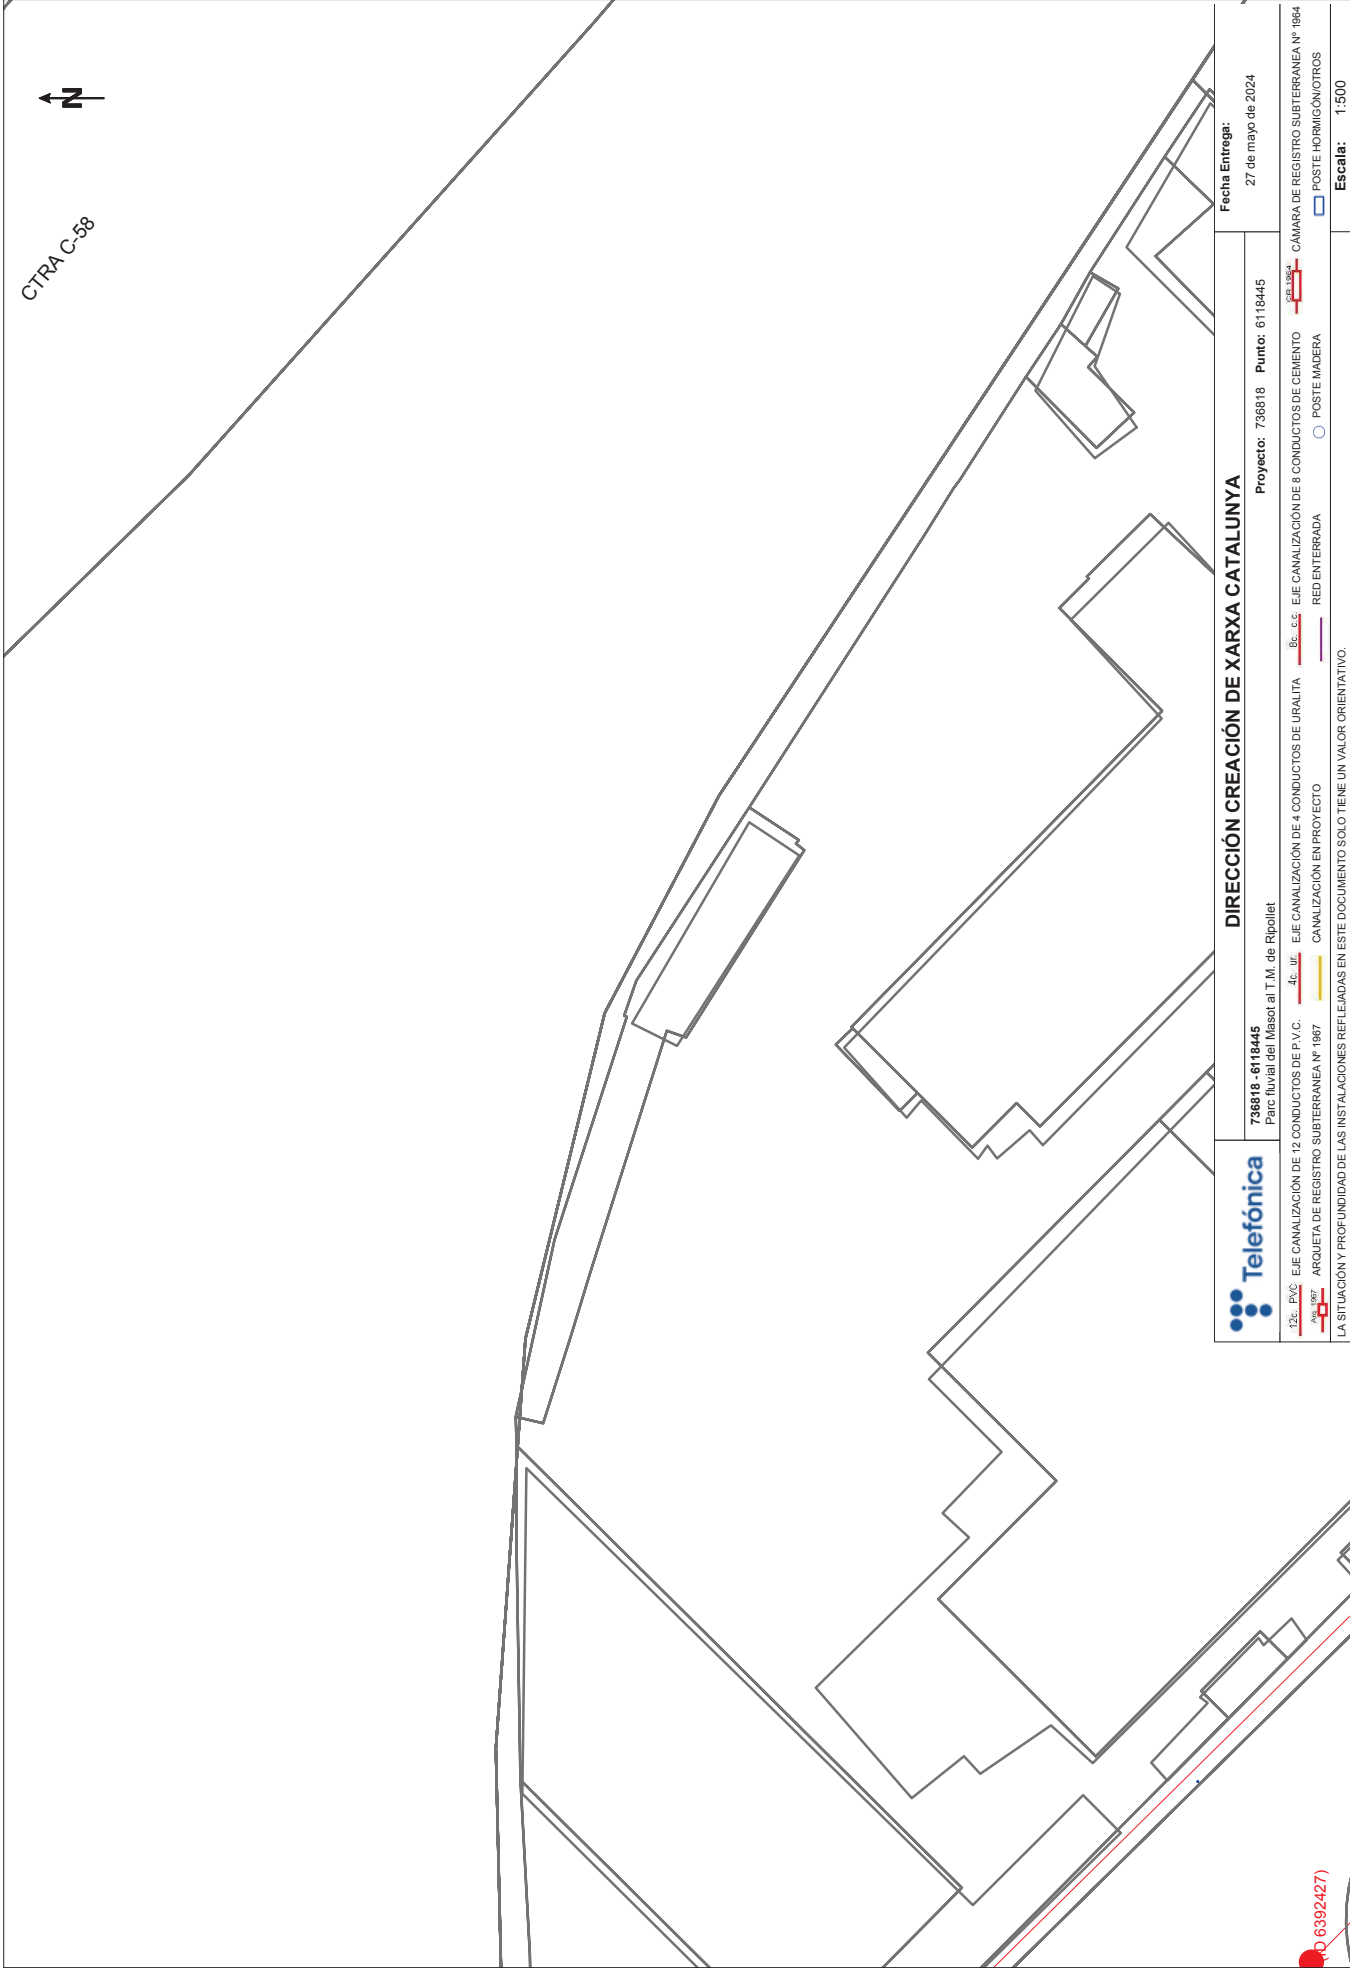 N
CTRA C-58
Telefónica
DIRECCIÓN CREACIÓN DE XARXA CATALUNYA
Fecha Entrega:
27 de mayo de 2024
736818 - 6118445
Proyecto: 736818 Punto: 6118445
Parc fluvial del Masot al T.M. de Ripollet
12c. PVC EJE CANALIZACIÓN DE 12 CONDUCTOS DE P.V.C. 4c. ur. EJE CANALIZACIÓN DE 4 CONDUCTOS DE URALITA 8c. c.c. EJE CANALIZACIÓN DE 8 CONDUCTOS DE CEMENTO C.R. 1964 CÁMARA DE REGISTRO SUBTERRANEA Nº 1964
Arq. 1967 ARQUETA DE REGISTRO SUBTERRANEA Nº 1967 CANALIZACIÓN EN PROYECTO RED ENTERRADA POSTE MADERA POSTE HORMIGÓN/OTROS
LA SITUACIÓN Y PROFUNDIDAD DE LAS INSTALACIONES REFLEJADAS EN ESTE DOCUMENTO SOLO TIENE UN VALOR ORIENTATIVO.
Escala: 1:500
(ID 6392427)